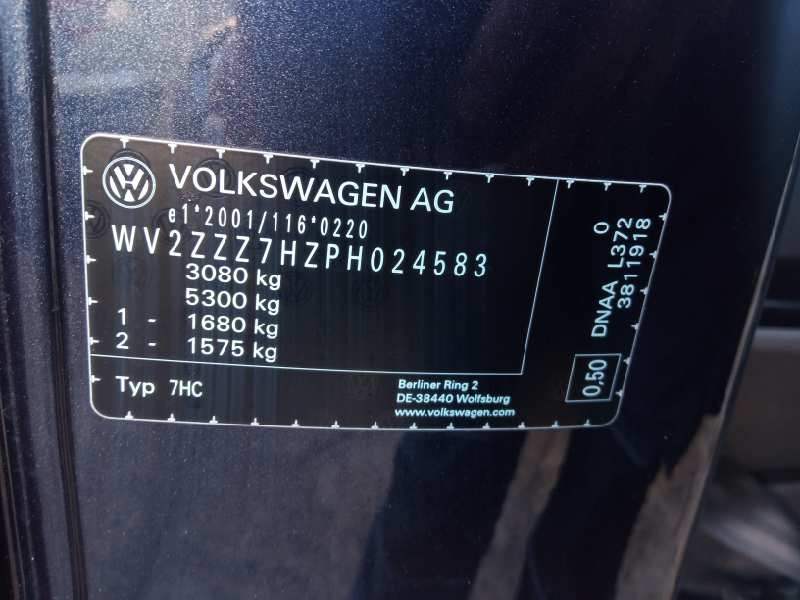 VOLKSWAGEN AG
e1*2001/116*0220
WV2ZZZ7HZPH024583
3080 kg
5300 kg
1 - 1680 kg
2 - 1575 kg
Typ 7HC
Berliner Ring 2
DE-38440 Wolfsburg
www.volkswagen.com
0
DNAA L372
3811918
0,50